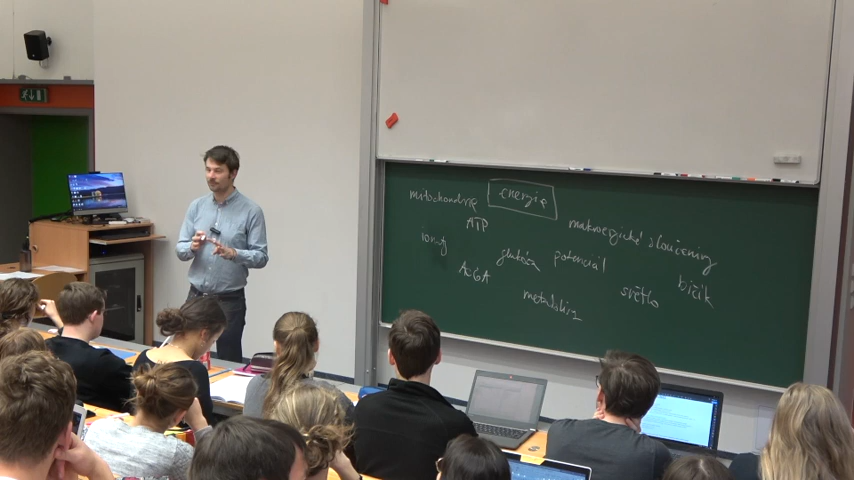 mitochondrie
energie
ATP
makroergické sloučeniny
ionty
glukóza
potenciál
AcCoA
metabolismus
světlo
bičík